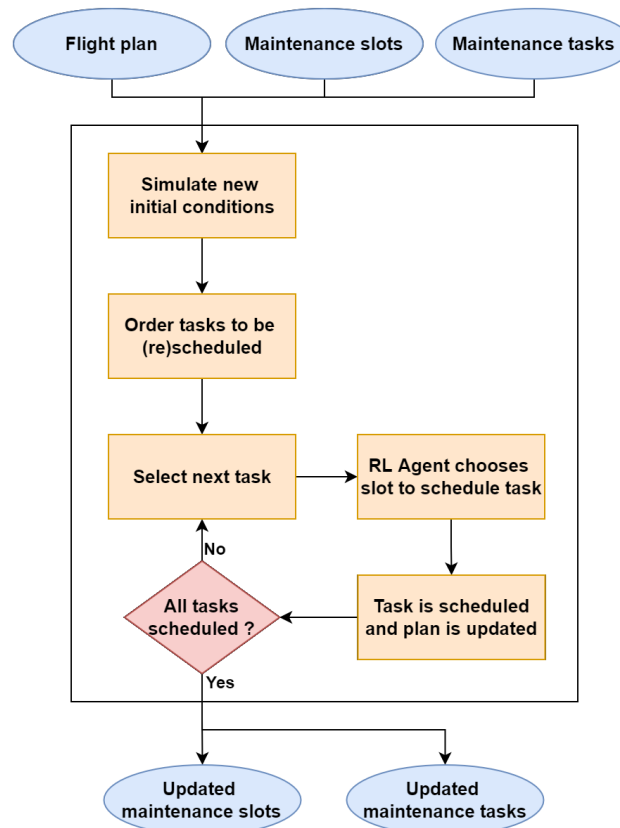 Flight plan
Maintenance slots
Maintenance tasks
Simulate new
initial conditions
Order tasks to be
(re)scheduled
Select next task
RL Agent chooses
slot to schedule task
No
All tasks
scheduled ?
Task is scheduled
and plan is updated
Yes
Updated
maintenance slots
Updated
maintenance tasks